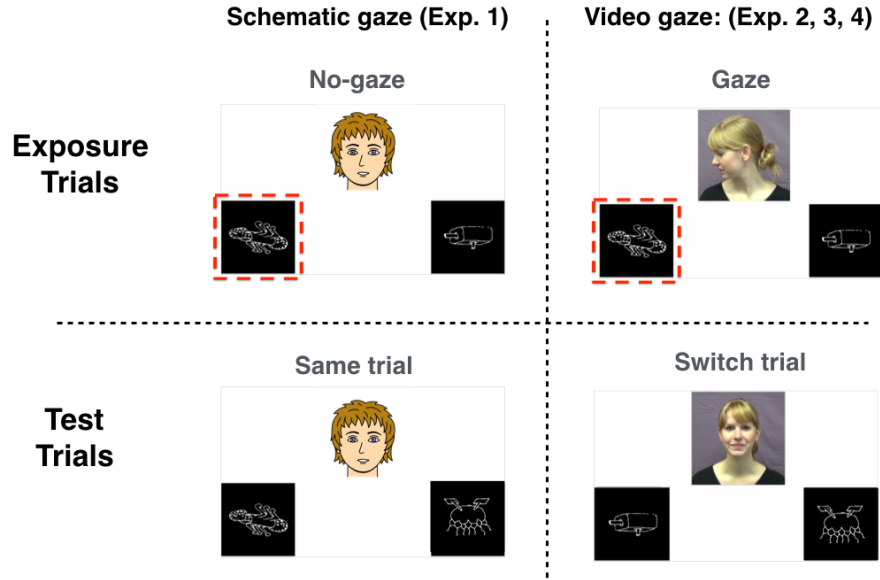 Schematic gaze (Exp. 1)
Video gaze: (Exp. 2, 3, 4)
No-gaze
Gaze
Exposure
Trials
Same trial
Switch trial
Test
Trials